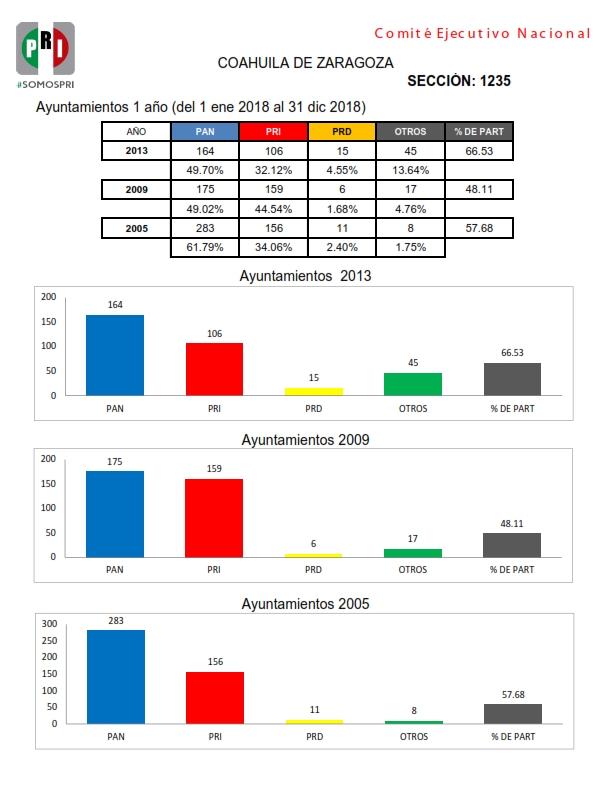 Comité Ejecutivo Nacional
PRI
#SOMOSPRI
COAHUILA DE ZARAGOZA
SECCIÓN: 1235
Ayuntamientos 1 año (del 1 ene 2018 al 31 dic 2018)
AÑO PAN PRI PRD OTROS % DE PART
2013 164 106 15 45 66.53
49.70% 32.12% 4.55% 13.64%
2009 175 159 6 17 48.11
49.02% 44.54% 1.68% 4.76%
2005 283 156 11 8 57.68
61.79% 34.06% 2.40% 1.75%
Ayuntamientos 2013
200
150
100
50
0
164 106 15 45 66.53
PAN PRI PRD OTROS % DE PART
Ayuntamientos 2009
200
150
100
50
0
175 159 6 17 48.11
PAN PRI PRD OTROS % DE PART
Ayuntamientos 2005
300
250
200
150
100
50
0
283 156 11 8 57.68
PAN PRI PRD OTROS % DE PART